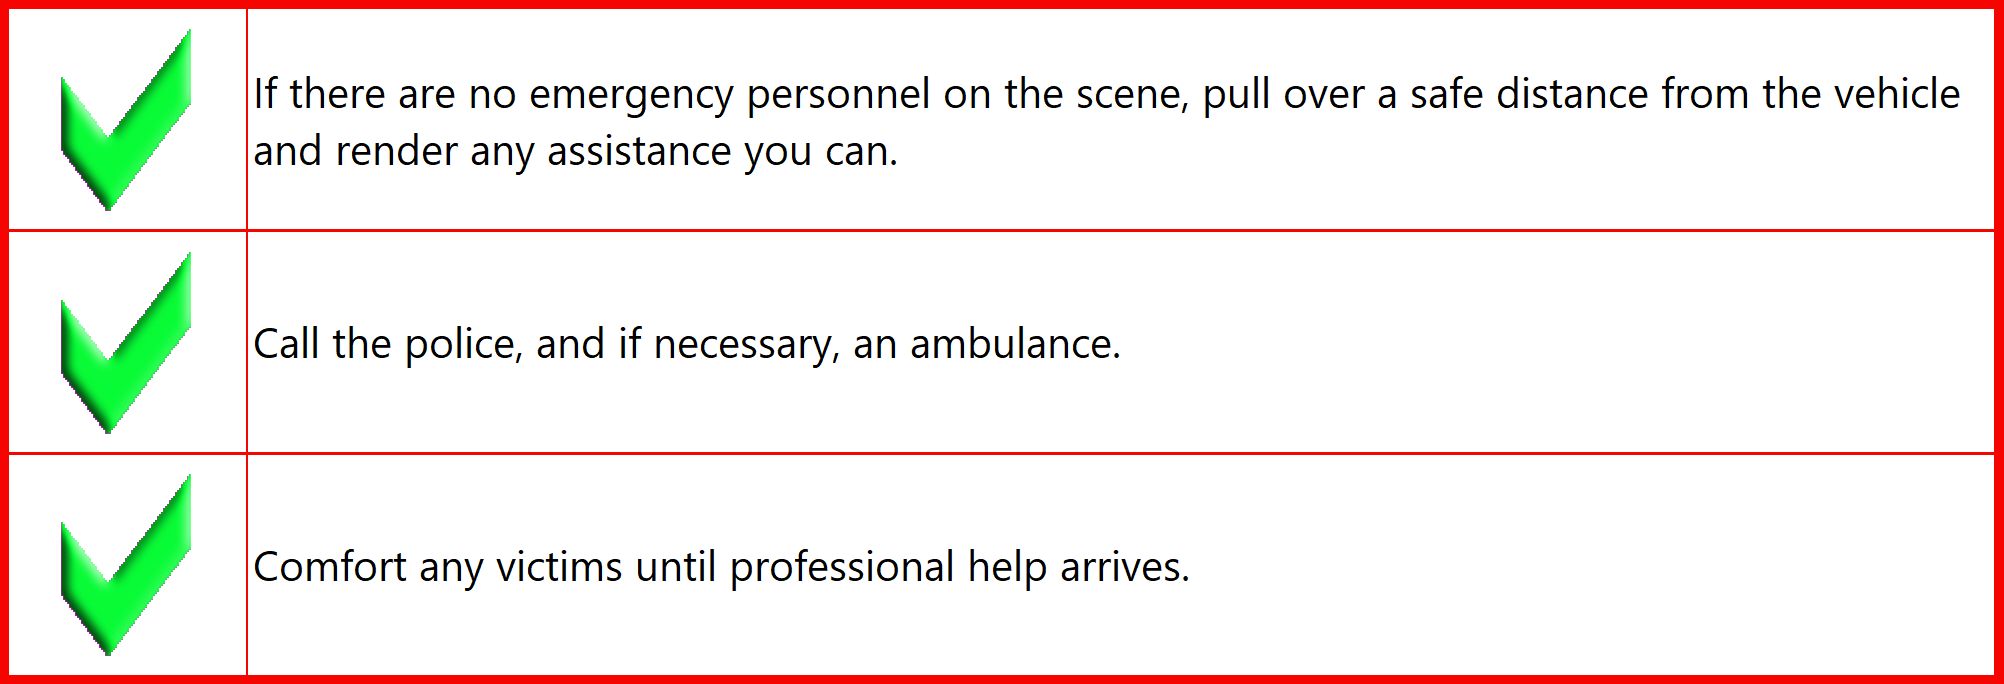 If there are no emergency personnel on the scene, pull over a safe distance from the vehicle
and render any assistance you can.
Call the police, and if necessary, an ambulance.
Comfort any victims until professional help arrives.